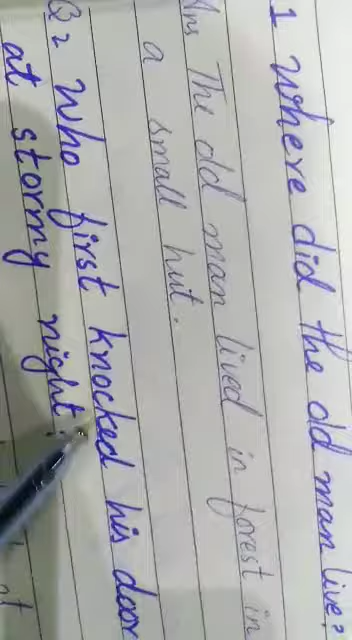 1 Where did the old man live?
Ans The old man lived in forest in
a small hut.
Q2 Who first knocked his door
at stormy night?